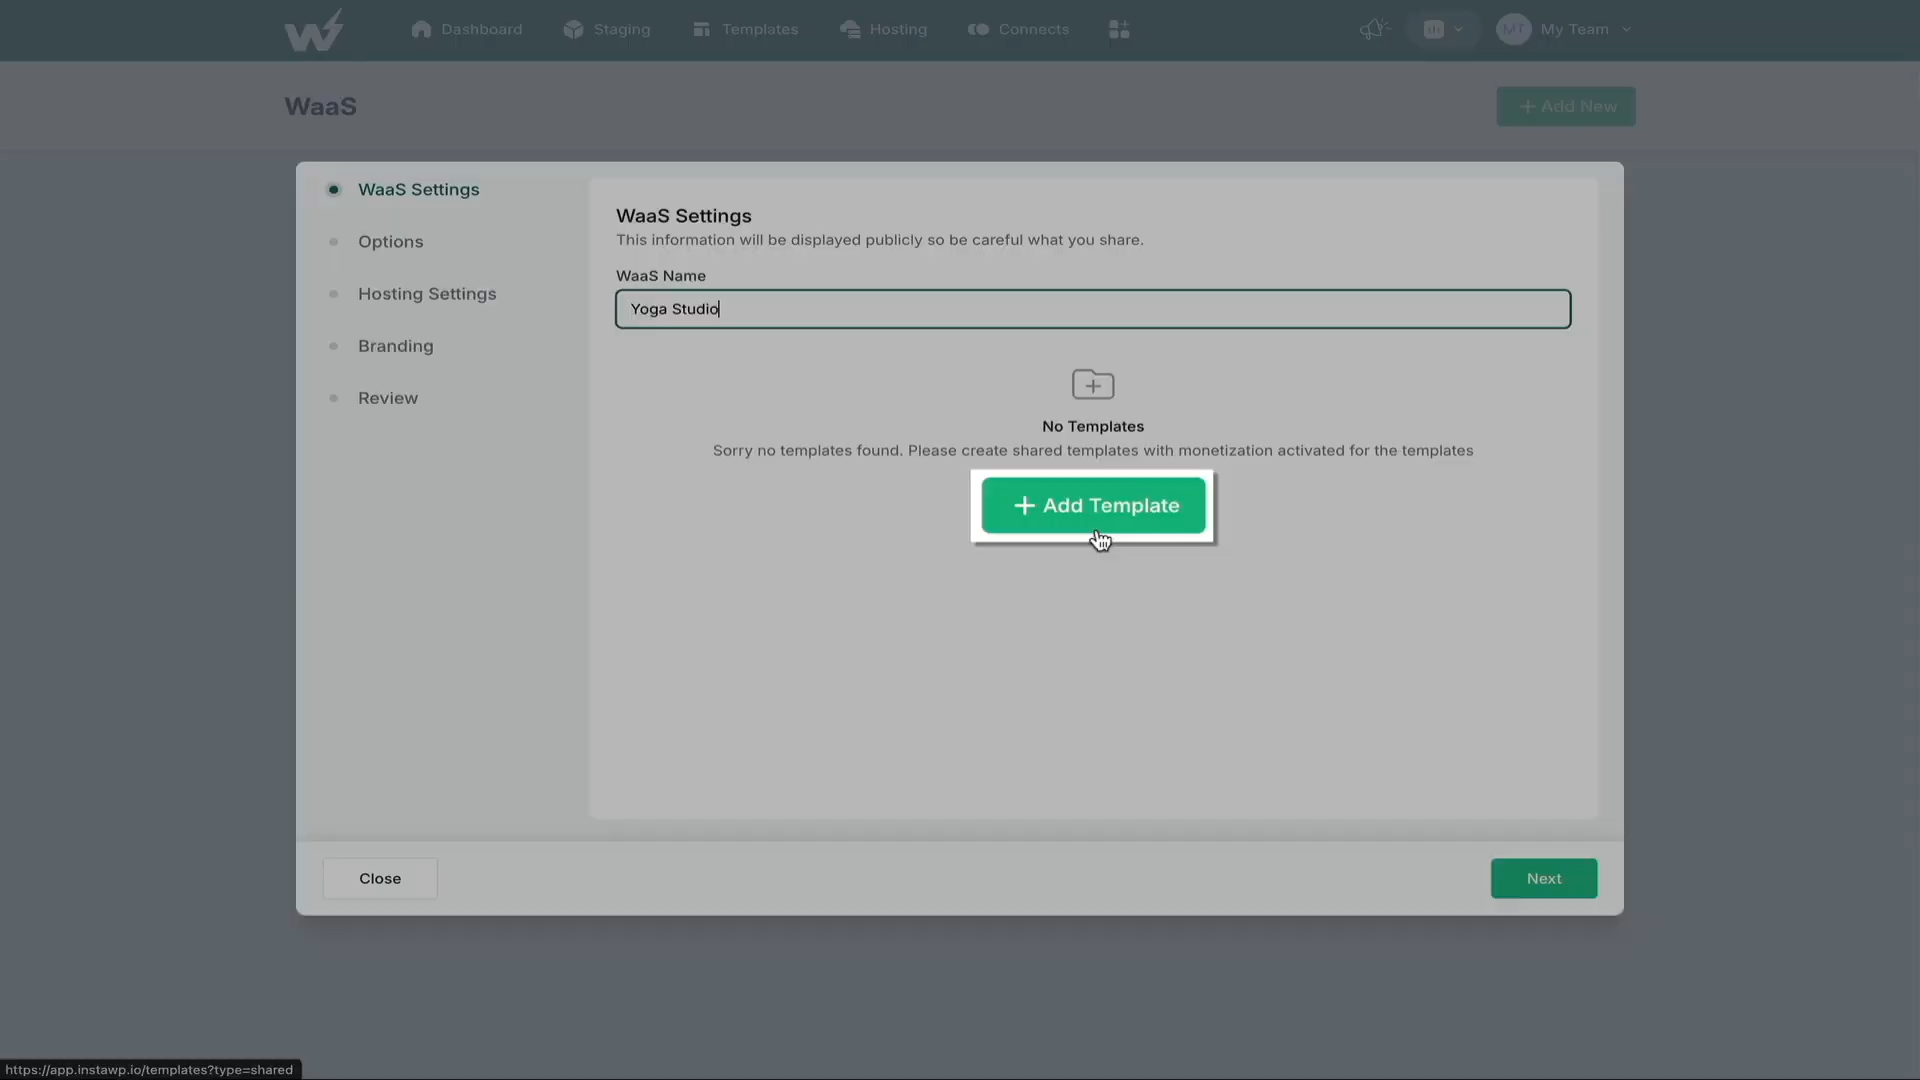 Dashboard
Staging
Templates
Hosting
Connects
MT
My Team
WaaS
+ Add New
WaaS Settings
Options
Hosting Settings
Branding
Review
WaaS Settings
This information will be displayed publicly so be careful what you share.
WaaS Name
Yoga Studio
No Templates
Sorry no templates found. Please create shared templates with monetization activated for the templates
+ Add Template
Close
Next
https://app.instawp.io/templates?type=shared